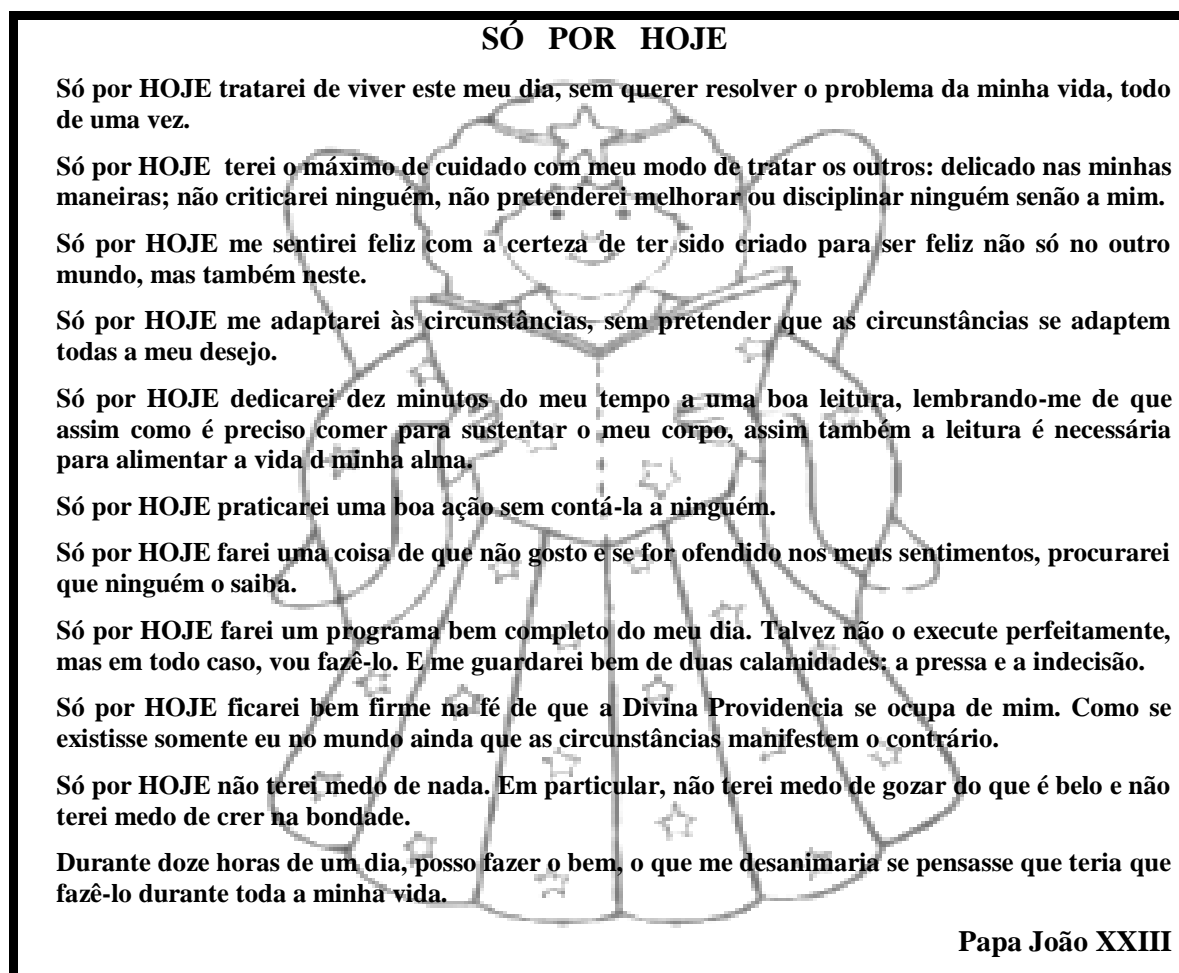 SÓ POR HOJE
Só por HOJE tratarei de viver este meu dia, sem querer resolver o problema da minha vida, todo
de uma vez.
Só por HOJE terei o máximo de cuidado com meu modo de tratar os outros: delicado nas minhas
maneiras; não criticarei ninguém, não pretenderei melhorar ou disciplinar ninguém senão a mim.
Só por HOJE me sentirei feliz com a certeza de ter sido criado para ser feliz não só no outro
mundo, mas também neste.
Só por HOJE me adaptarei às circunstâncias, sem pretender que as circunstâncias se adaptem
todas a meu desejo.
Só por HOJE dedicarei dez minutos do meu tempo a uma boa leitura, lembrando-me de que
assim como é preciso comer para sustentar o meu corpo, assim também a leitura é necessária
para alimentar a vida d minha alma.
Só por HOJE praticarei uma boa ação sem contá-la a ninguém.
Só por HOJE farei uma coisa de que não gosto e se for ofendido nos meus sentimentos, procurarei
que ninguém o saiba.
Só por HOJE farei um programa bem completo do meu dia. Talvez não o execute perfeitamente,
mas em todo caso, vou fazê-lo. E me guardarei bem de duas calamidades: a pressa e a indecisão.
Só por HOJE ficarei bem firme na fé de que a Divina Providencia se ocupa de mim. Como se
existisse somente eu no mundo ainda que as circunstâncias manifestem o contrário.
Só por HOJE não terei medo de nada. Em particular, não terei medo de gozar do que é belo e não
terei medo de crer na bondade.
Durante doze horas de um dia, posso fazer o bem, o que me desanimaria se pensasse que teria que
fazê-lo durante toda a minha vida.
Papa João XXIII